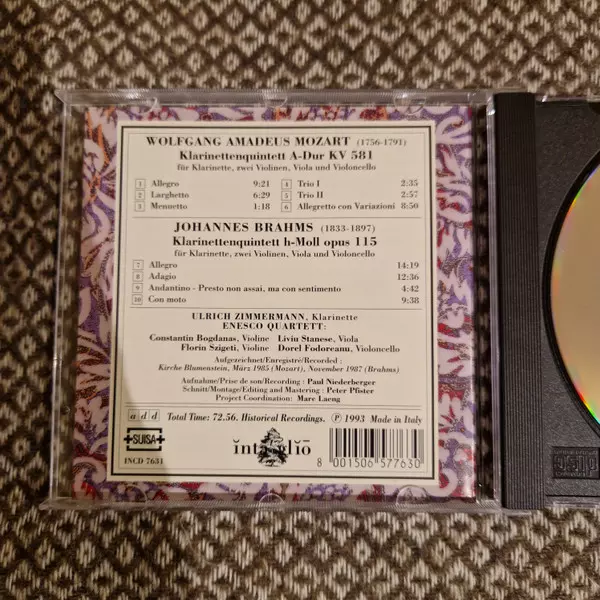 WOLFGANG AMADEUS MOZART (1756-1791)
Klarinettenquintett A-Dur KV 581
für Klarinette, zwei Violinen, Viola und Violoncello
1 Allegro 9:21 4 Trio I 2:35
2 Larghetto 6:29 5 Trio II 2:57
3 Menuetto 1:18 6 Allegretto con Variazioni 8:50
JOHANNES BRAHMS (1833-1897)
Klarinettenquintett h-Moll opus 115
für Klarinette, zwei Violinen, Viola und Violoncello
7 Allegro 14:19
8 Adagio 12:36
9 Andantino - Presto non assai, ma con sentimento 4:42
10 Con moto 9:38
ULRICH ZIMMERMANN, Klarinette
ENESCO QUARTETT:
Constantin Bogdanas, Violine Liviu Stanese, Viola
Florin Szigeti, Violine Dorel Fodoreanu, Violoncello
Aufgezeichnet/Enregistré/Recorded :
Kirche Blumenstein, März 1985 (Mozart), November 1987 (Brahms)
Aufnahme/Prise de son/Recording : Paul Niederberger
Schnitt/Montage/Editing and Mastering : Peter Pfister
Project Coordination: Marc Laeng
a d d Total Time: 72.56. Historical Recordings. ℗ 1993 Made in Italy
SUISA
INCD 7631
intaglio
8 001506 577630